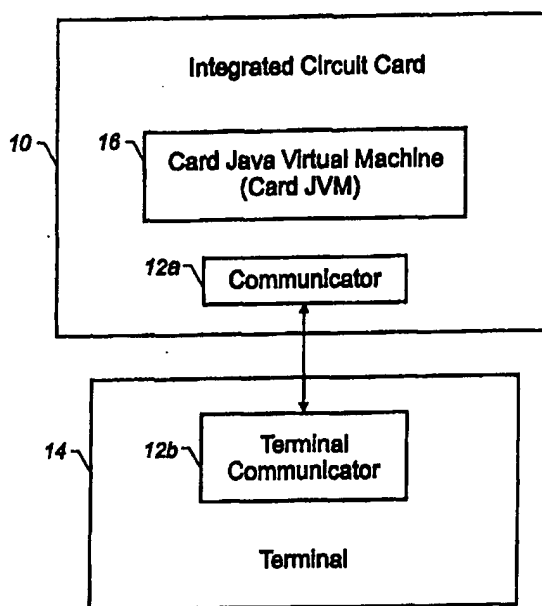 Integrated Circuit Card
10
16
Card Java Virtual Machine
(Card JVM)
12a
Communicator
14
12b
Terminal
Communicator
Terminal